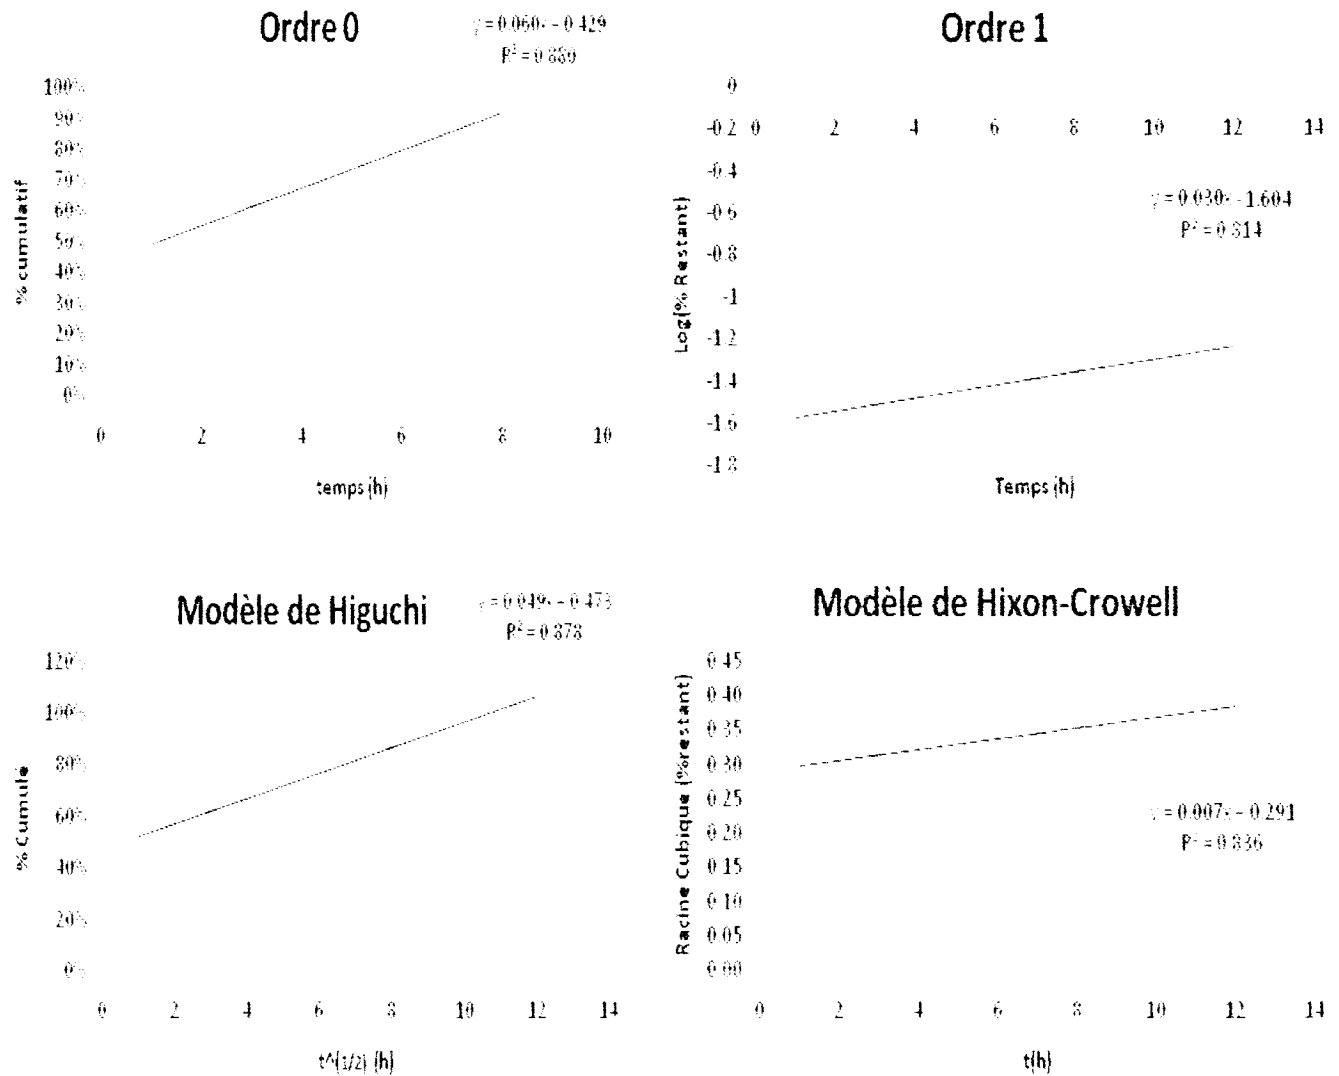 Ordre 0
y = 0.060x + 0.429
R² = 0.880
100%
90%
80%
70%
60%
50%
40%
30%
20%
10%
0%
% cumulatif
0 2 4 6 8 10
temps (h)
Ordre 1
0
-0.2
-0.4
-0.6
-0.8
-1
-1.2
-1.4
-1.6
-1.8
0 2 4 6 8 10 12 14
y = 0.030x - 1.604
R² = 0.814
Log(% Restant)
Temps (h)
Modèle de Higuchi
y = 0.049x + 0.473
R² = 0.878
120%
100%
80%
60%
40%
20%
0%
% Cumulé
0 2 4 6 8 10 12 14
t^(1/2) (h)
Modèle de Hixon-Crowell
0.45
0.40
0.35
0.30
0.25
0.20
0.15
0.10
0.05
0.00
Racine Cubique (%restant)
y = 0.007x + 0.291
R² = 0.836
0 2 4 6 8 10 12 14
t(h)